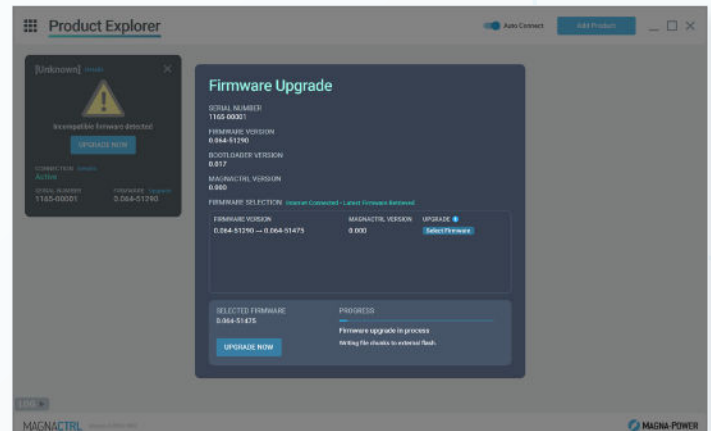 Product Explorer
Auto Connect
Add Product
[Unknown]
Incompatible firmware detected
UPGRADE NOW
CONNECTION
Active
SERIAL NUMBER
FIRMWARE Upgrade
1165-00001
0.064-51290
Firmware Upgrade
SERIAL NUMBER
1165-00001
FIRMWARE VERSION
0.064-51290
BOOTLOADER VERSION
0.017
MAGNACTRL VERSION
0.000
FIRMWARE SELECTION Internet Connected - Latest Firmware Retrieved
FIRMWARE VERSION
MAGNACTRL VERSION
UPGRADE
0.064-51290 → 0.064-51475
0.000
Select Firmware
SELECTED FIRMWARE
0.064-51475
UPGRADE NOW
PROGRESS
Firmware upgrade in process
Writing file chunks to external flash
LOG
MAGNACTRL
MAGNA-POWER